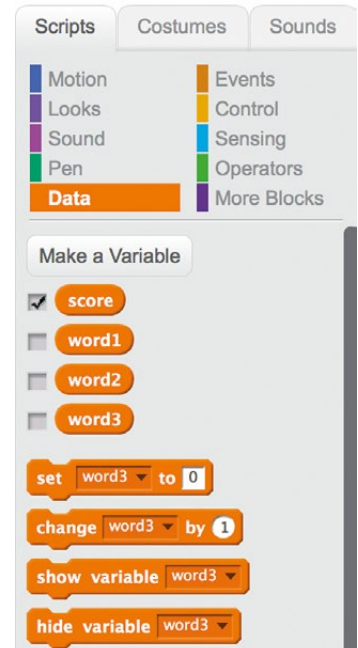 Scripts Costumes Sounds
Motion Events
Looks Control
Sound Sensing
Pen Operators
Data More Blocks
Make a Variable
score
word1
word2
word3
set word3 to 0
change word3 by 1
show variable word3
hide variable word3